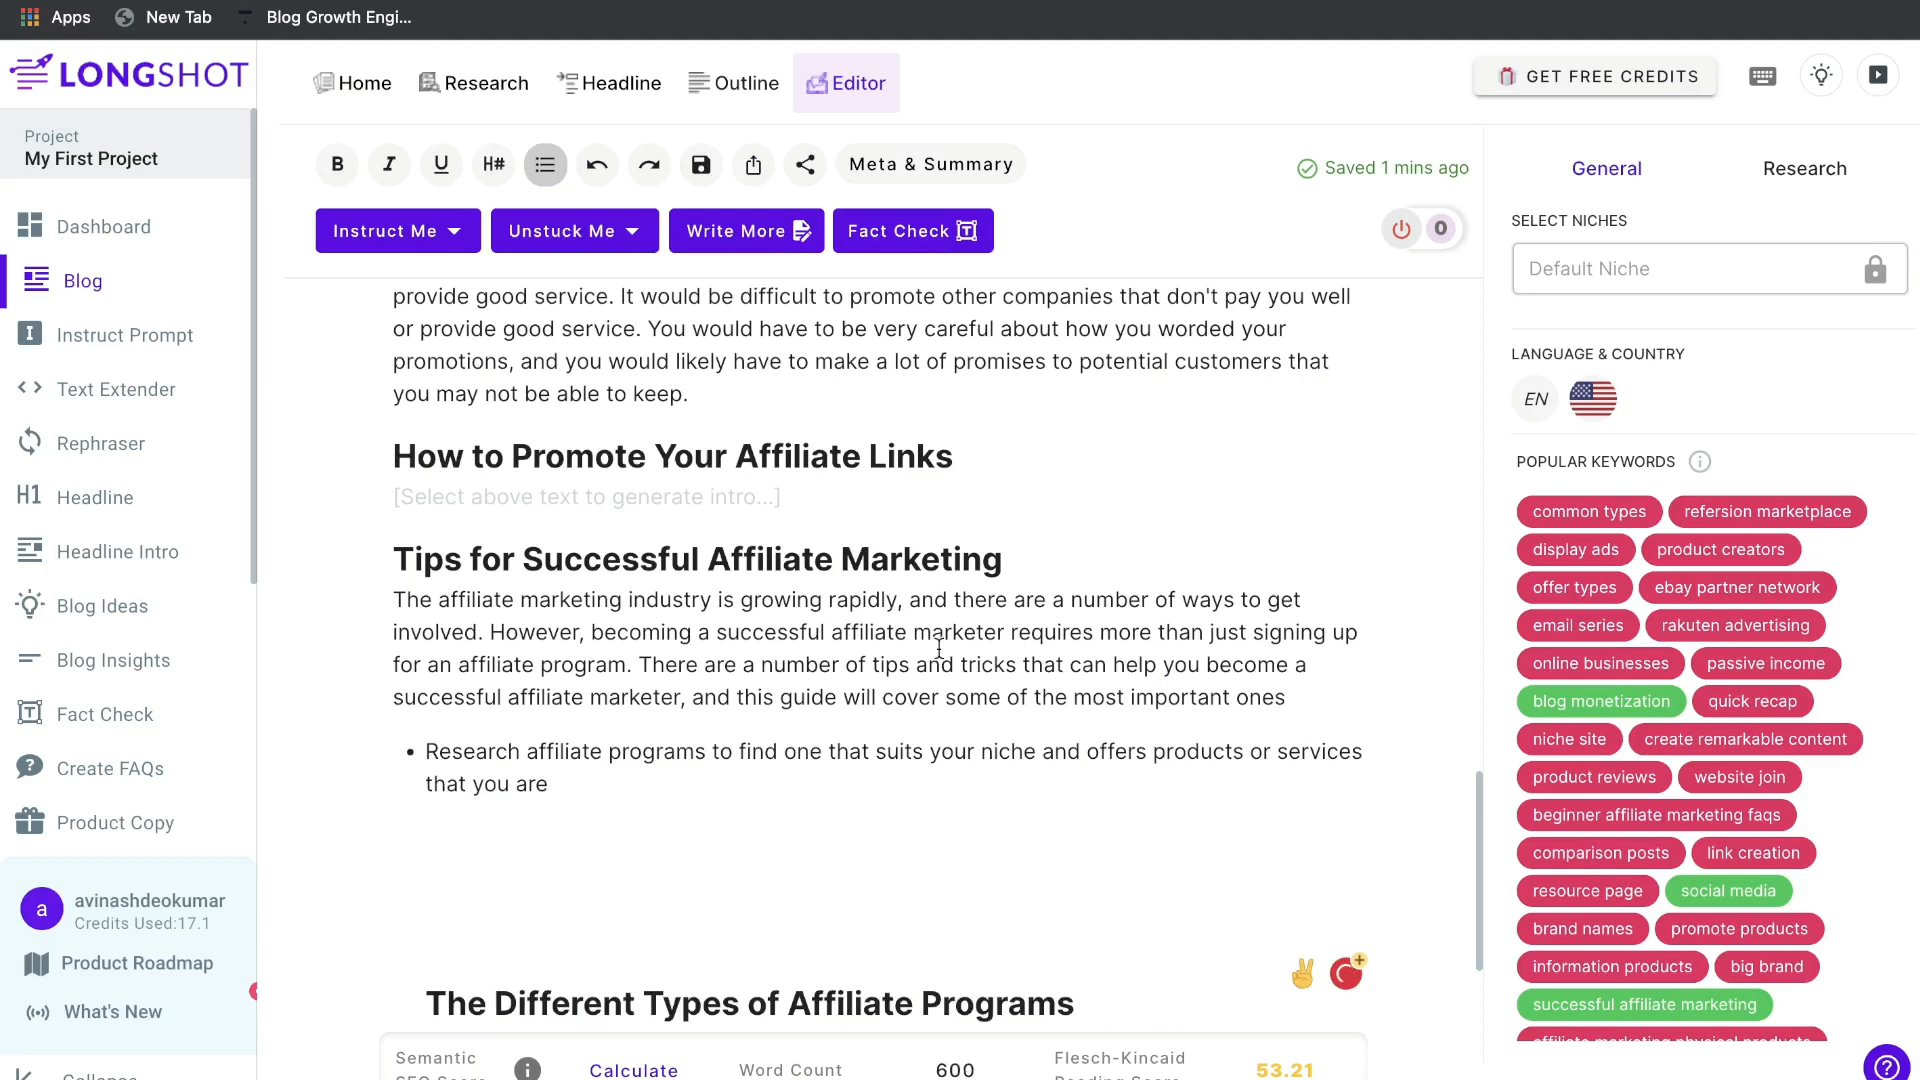 Apps
New Tab
Blog Growth Engi...
LONGSHOT
Home
Research
Headline
Outline
Editor
GET FREE CREDITS
Project
My First Project
B I U H#
Meta & Summary
Saved 1 mins ago
Instruct Me
Unstuck Me
Write More
Fact Check
0
Dashboard
Blog
Instruct Prompt
Text Extender
Rephraser
H1 Headline
Headline Intro
Blog Ideas
Blog Insights
Fact Check
Create FAQs
Product Copy
a
avinashdeokumar
Credits Used:17.1
Product Roadmap
What's New
Collapse
provide good service. It would be difficult to promote other companies that don't pay you well
or provide good service. You would have to be very careful about how you worded your
promotions, and you would likely have to make a lot of promises to potential customers that
you may not be able to keep.
How to Promote Your Affiliate Links
[Select above text to generate intro...]
Tips for Successful Affiliate Marketing
The affiliate marketing industry is growing rapidly, and there are a number of ways to get
involved. However, becoming a successful affiliate marketer requires more than just signing up
for an affiliate program. There are a number of tips and tricks that can help you become a
successful affiliate marketer, and this guide will cover some of the most important ones
• Research affiliate programs to find one that suits your niche and offers products or services
that you are
The Different Types of Affiliate Programs
Semantic
SEO Score
Calculate
Word Count
600
Flesch-Kincaid
Reading Score
53.21
General
Research
SELECT NICHES
Default Niche
LANGUAGE & COUNTRY
EN
POPULAR KEYWORDS
common types
refersion marketplace
display ads
product creators
offer types
ebay partner network
email series
rakuten advertising
online businesses
passive income
blog monetization
quick recap
niche site
create remarkable content
product reviews
website join
beginner affiliate marketing faqs
comparison posts
link creation
resource page
social media
brand names
promote products
information products
big brand
successful affiliate marketing
affiliate marketing physical products